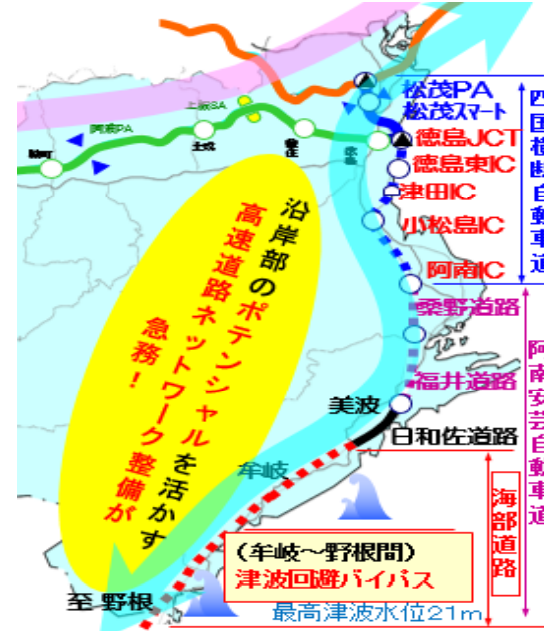 松茂PA
松茂スマート
徳島JCT
徳島東IC
津田IC
小松島IC
阿南IC
桑野道路
福井道路
美波
日和佐道路
牟岐
四国横断自動車道
阿南安芸自動車道
海部道路
上板SA
阿波PA
土成
徳島
沿岸部のポテンシャルを活かす
高速道路ネットワーク整備が
急務！
（牟岐～野根間）
津波回避バイパス
至 野根
最高津波水位21m